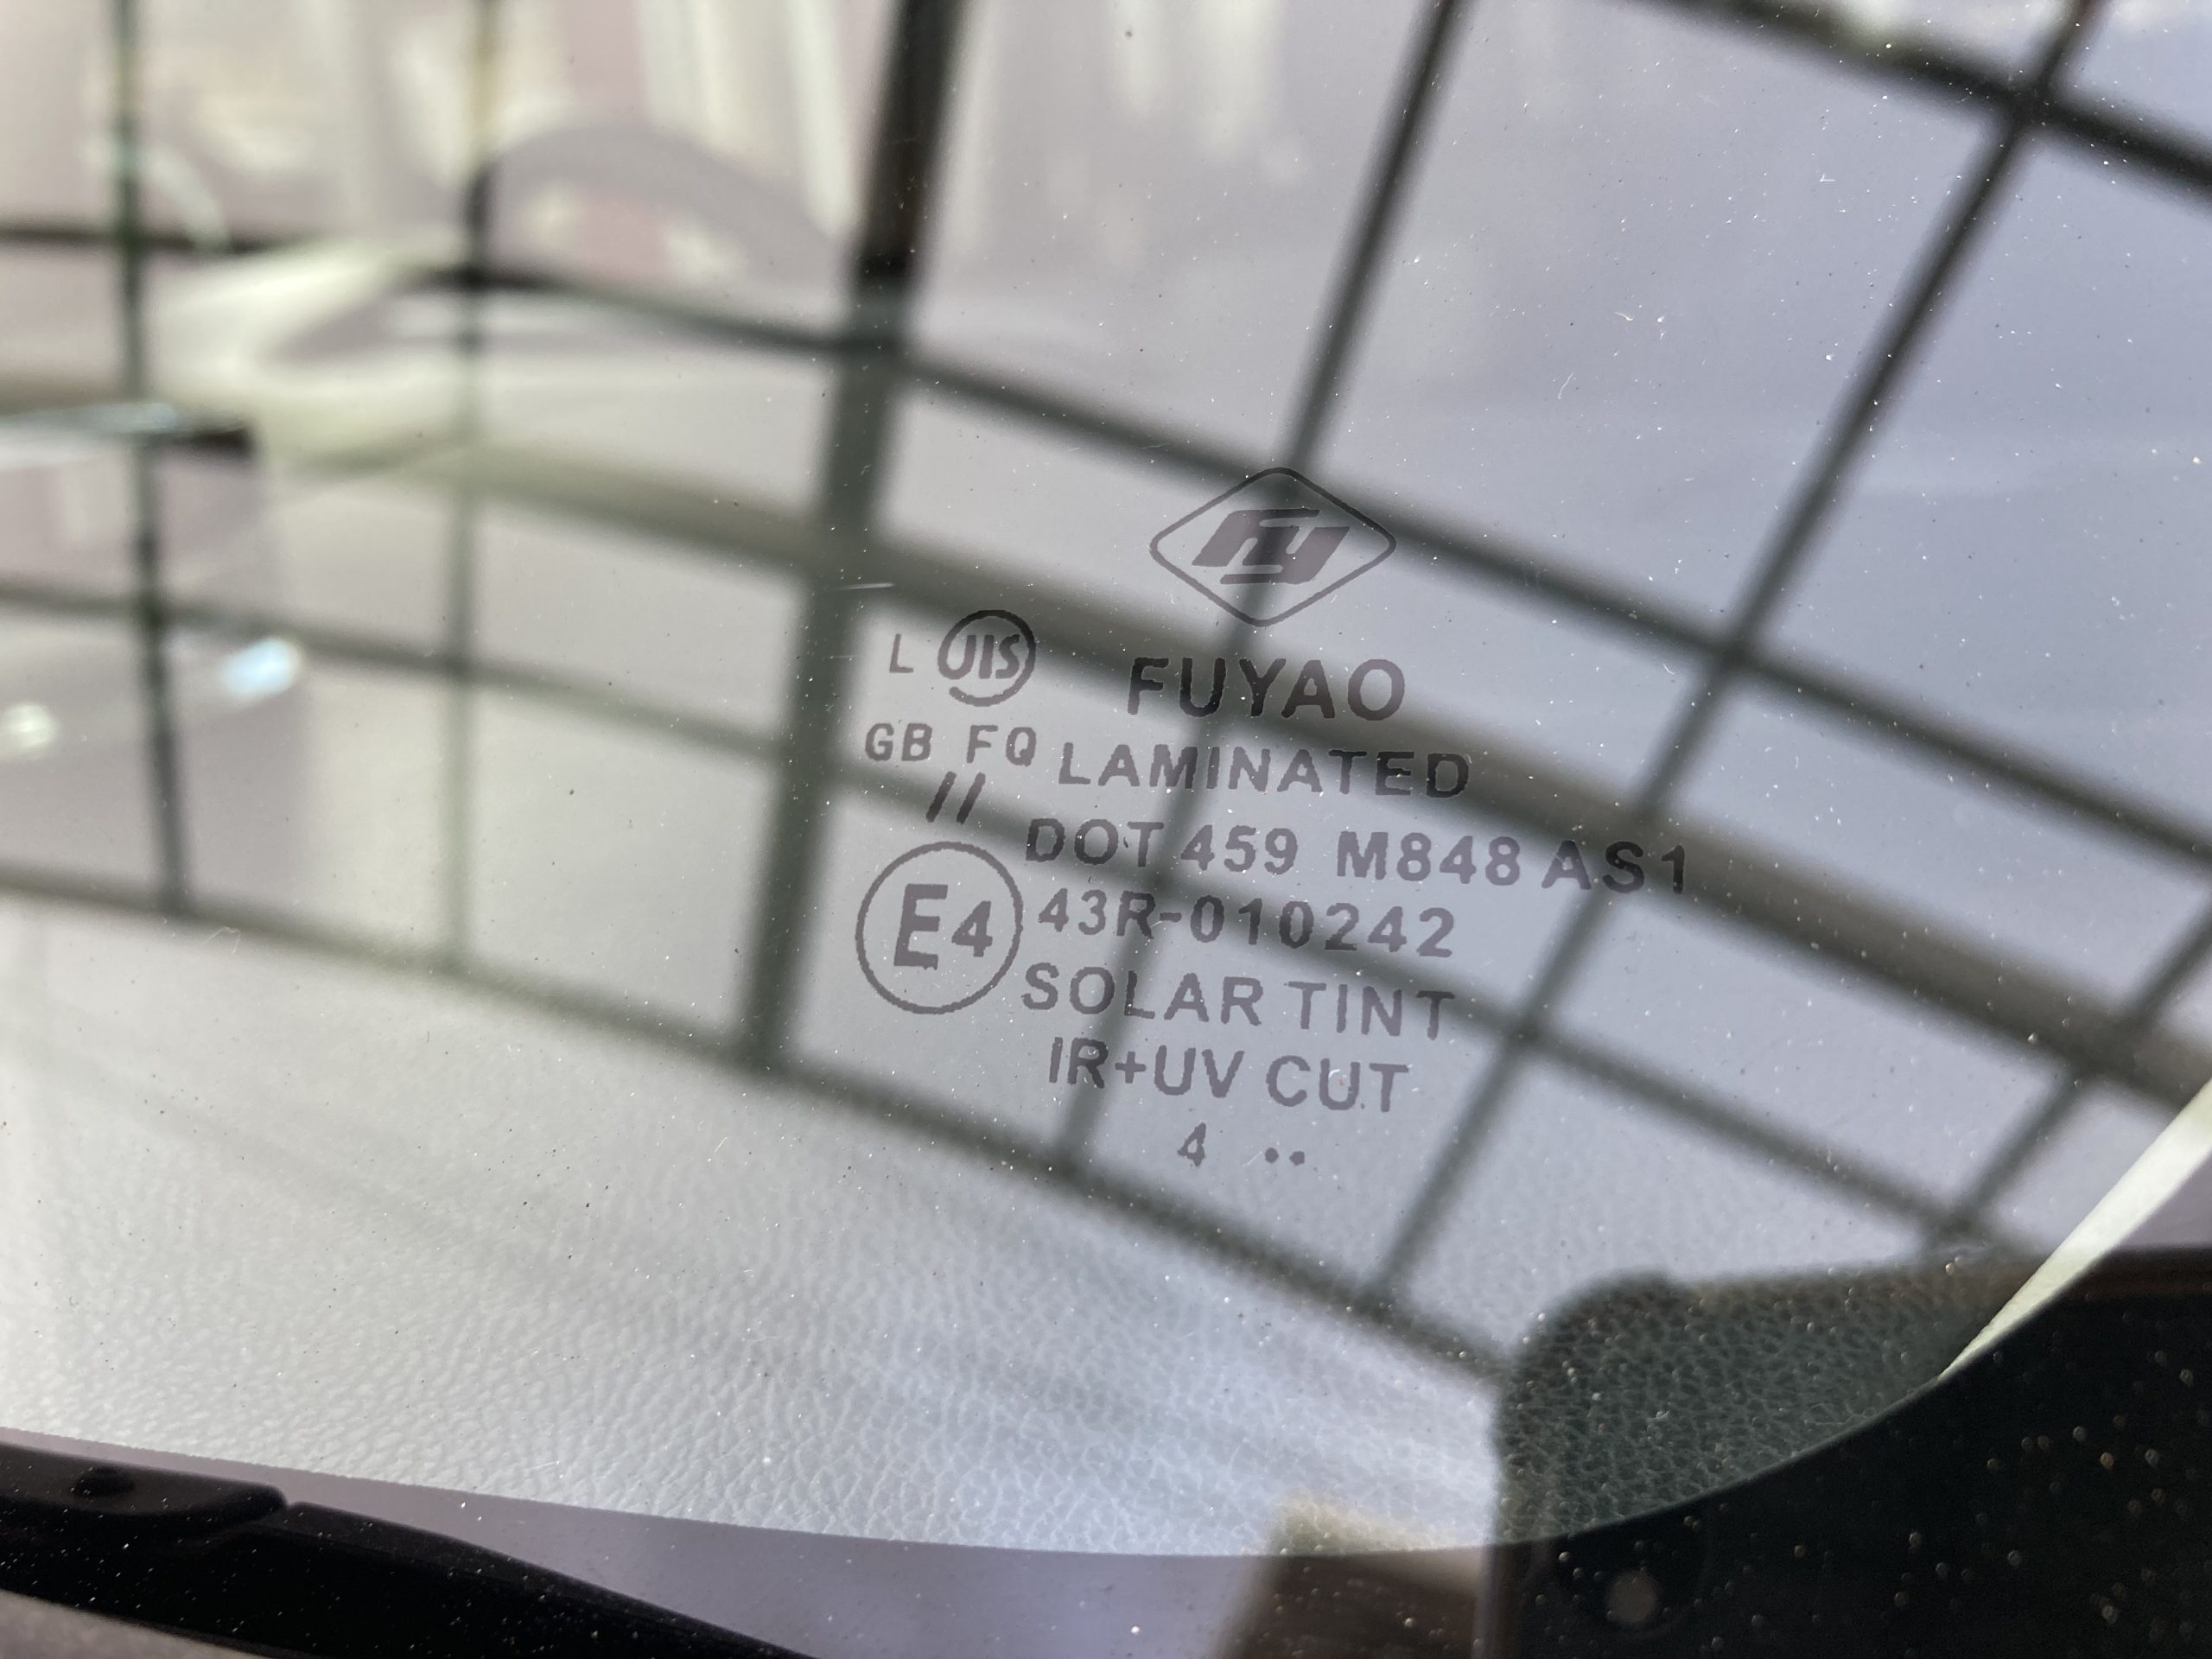 FY
L JIS
FUYAO
GB FQ
LAMINATED
//
DOT 459 M848 AS1
E4
43R-010242
SOLAR TINT
IR+UV CUT
4 ••